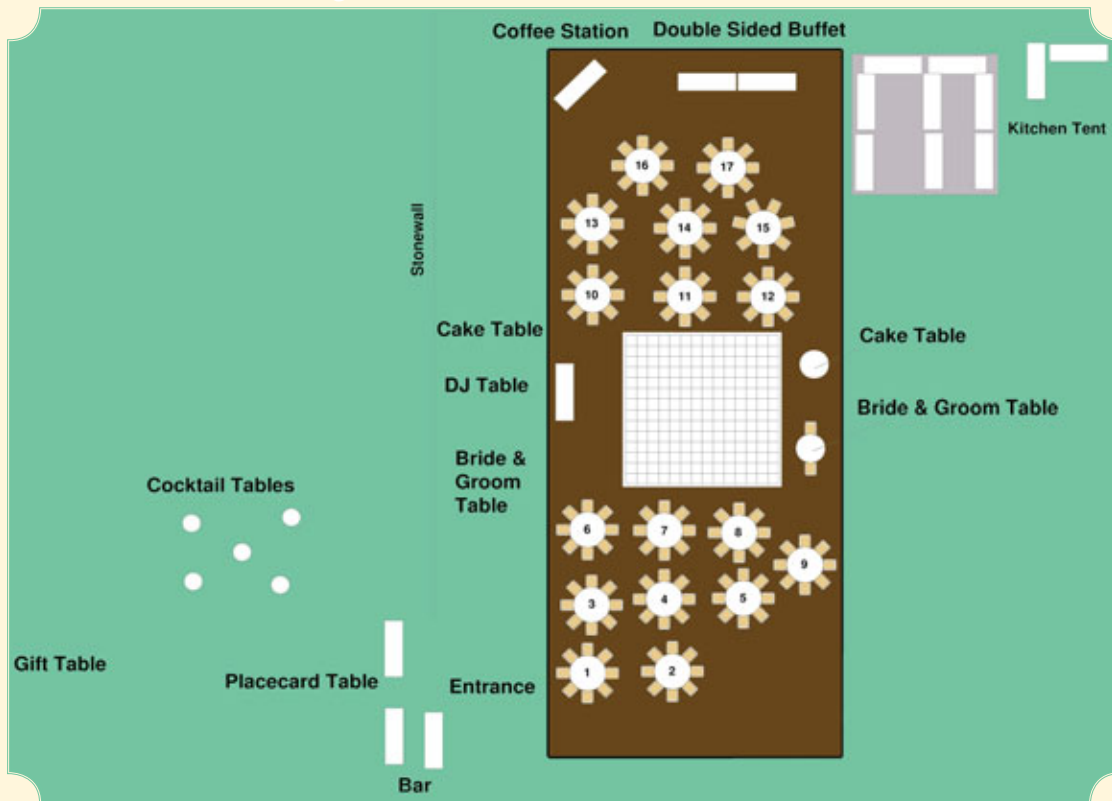 Coffee Station
Double Sided Buffet
Kitchen Tent
16
17
13
14
15
Stonewall
10
11
12
Cake Table
Cake Table
DJ Table
Bride & Groom Table
Bride &
Groom
Table
Cocktail Tables
6
7
8
9
3
4
5
Gift Table
Placecard Table
Entrance
1
2
Bar